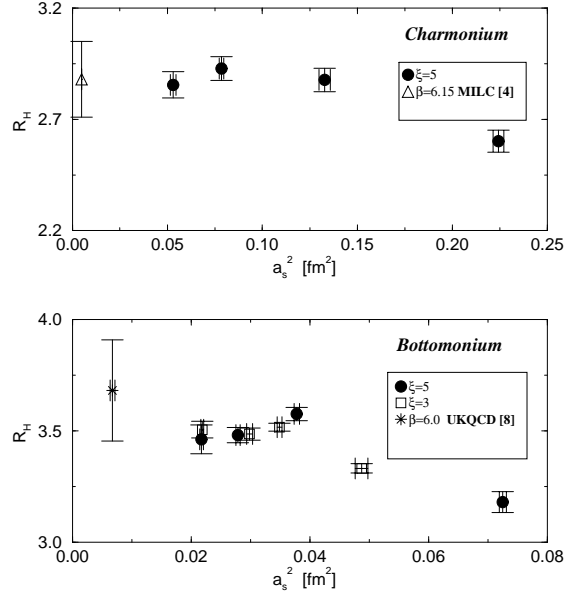 Charmonium
ξ=5
β=6.15 MILC [4]
R_H
3.2
2.7
2.2
0.00 0.05 0.10 0.15 0.20 0.25
a_s^2 [fm^2]
Bottomonium
ξ=5
ξ=3
β=6.0 UKQCD [8]
R_H
4.0
3.5
3.0
0.00 0.02 0.04 0.06 0.08
a_s^2 [fm^2]